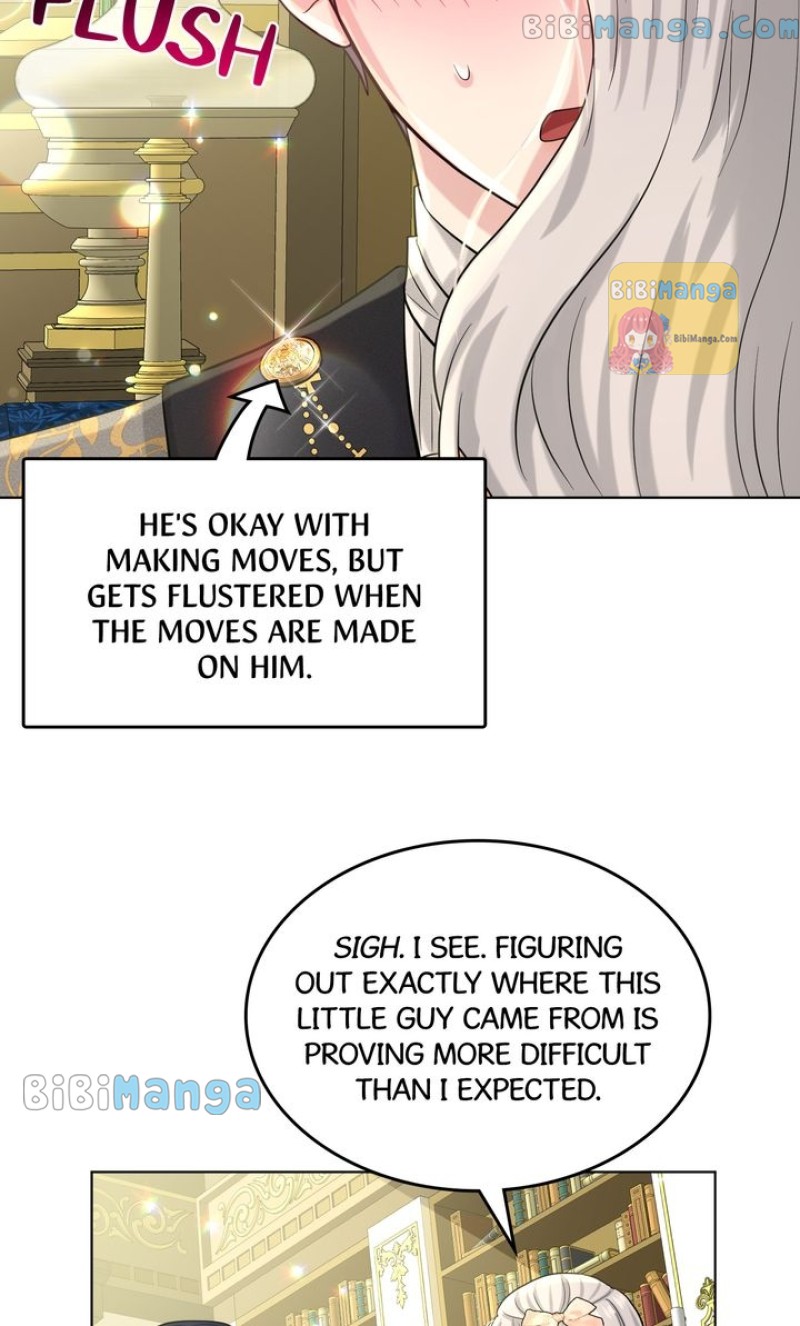 FLUSH
BiBiManga.Com
BiBiManga
BibiManga.Com
HE'S OKAY WITH
MAKING MOVES, BUT
GETS FLUSTERED WHEN
THE MOVES ARE MADE
ON HIM.
SIGH. I SEE. FIGURING
OUT EXACTLY WHERE THIS
LITTLE GUY CAME FROM IS
PROVING MORE DIFFICULT
THAN I EXPECTED.
BiBiManga